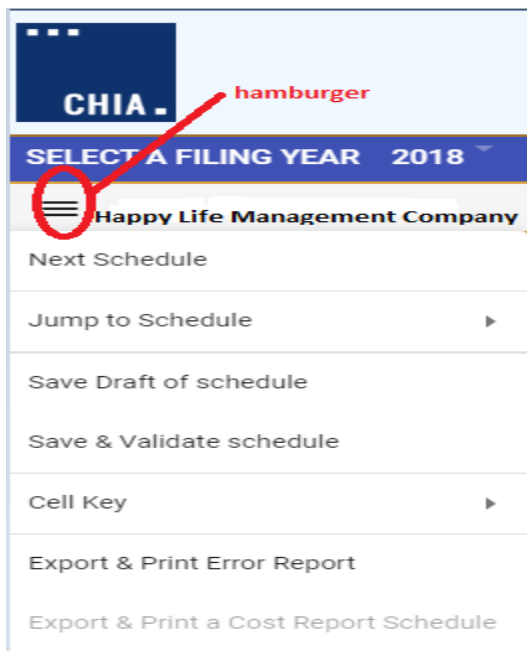 CHIA.
hamburger
SELECT A FILING YEAR 2018
Happy Life Management Company
Next Schedule
Jump to Schedule
Save Draft of schedule
Save & Validate schedule
Cell Key
Export & Print Error Report
Export & Print a Cost Report Schedule